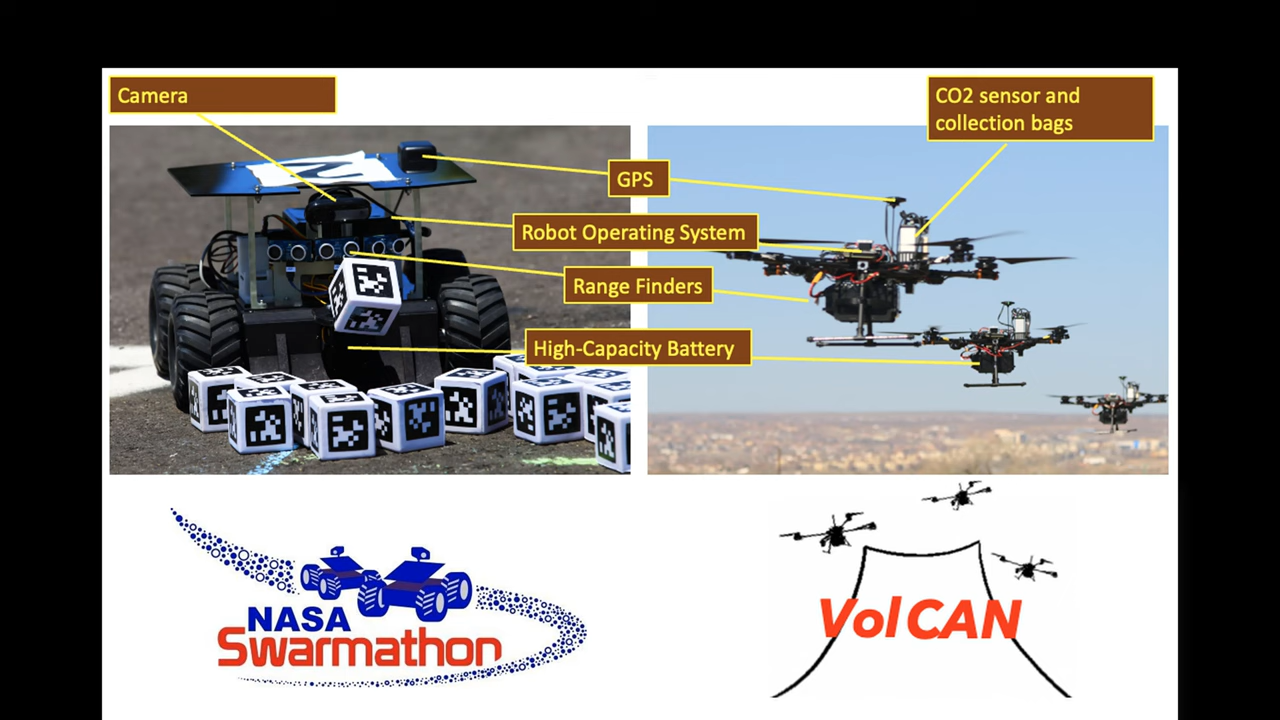 Camera
CO2 sensor and
collection bags
GPS
Robot Operating System
Range Finders
High-Capacity Battery
NASA
Swarmathon
VolCAN